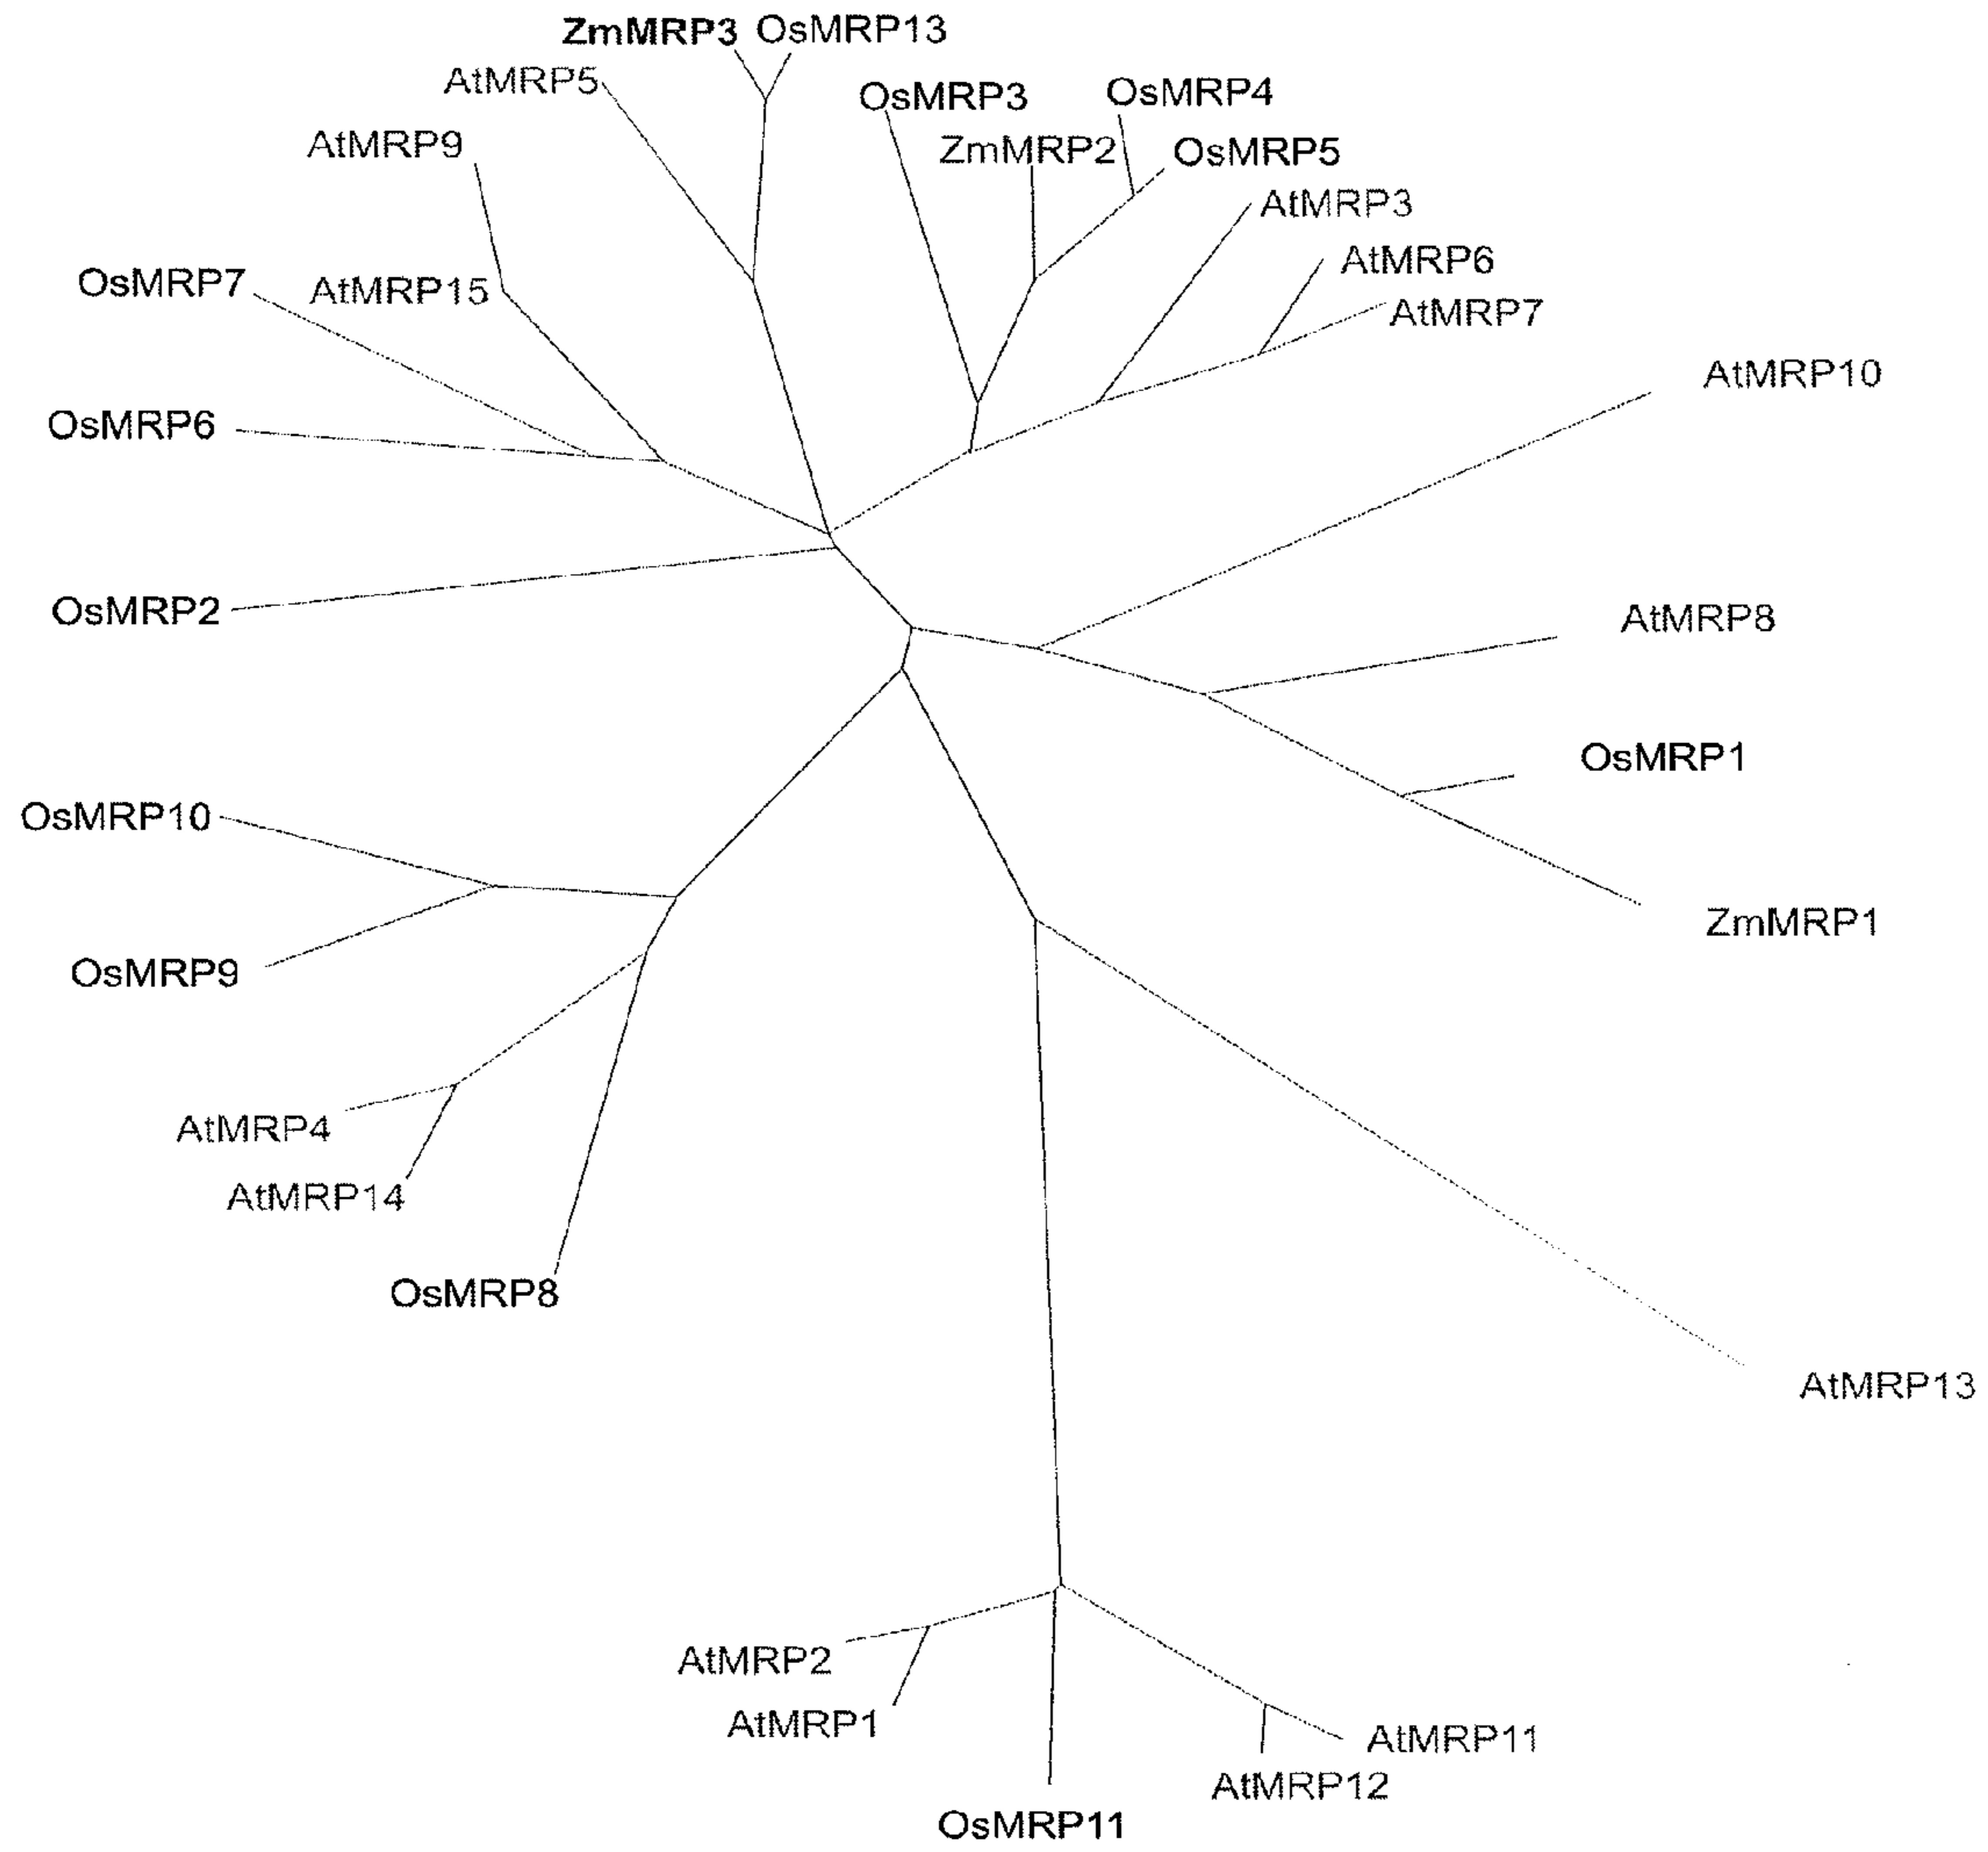 ZmMRP3 OsMRP13
AtMRP5
OsMRP3
OsMRP4
AtMRP9
ZmMRP2
OsMRP5
AtMRP3
AtMRP6
OsMRP7
AtMRP15
AtMRP7
AtMRP10
OsMRP6
OsMRP2
AtMRP8
OsMRP1
OsMRP10
ZmMRP1
OsMRP9
AtMRP4
AtMRP14
OsMRP8
AtMRP13
AtMRP2
AtMRP1
AtMRP11
AtMRP12
OsMRP11